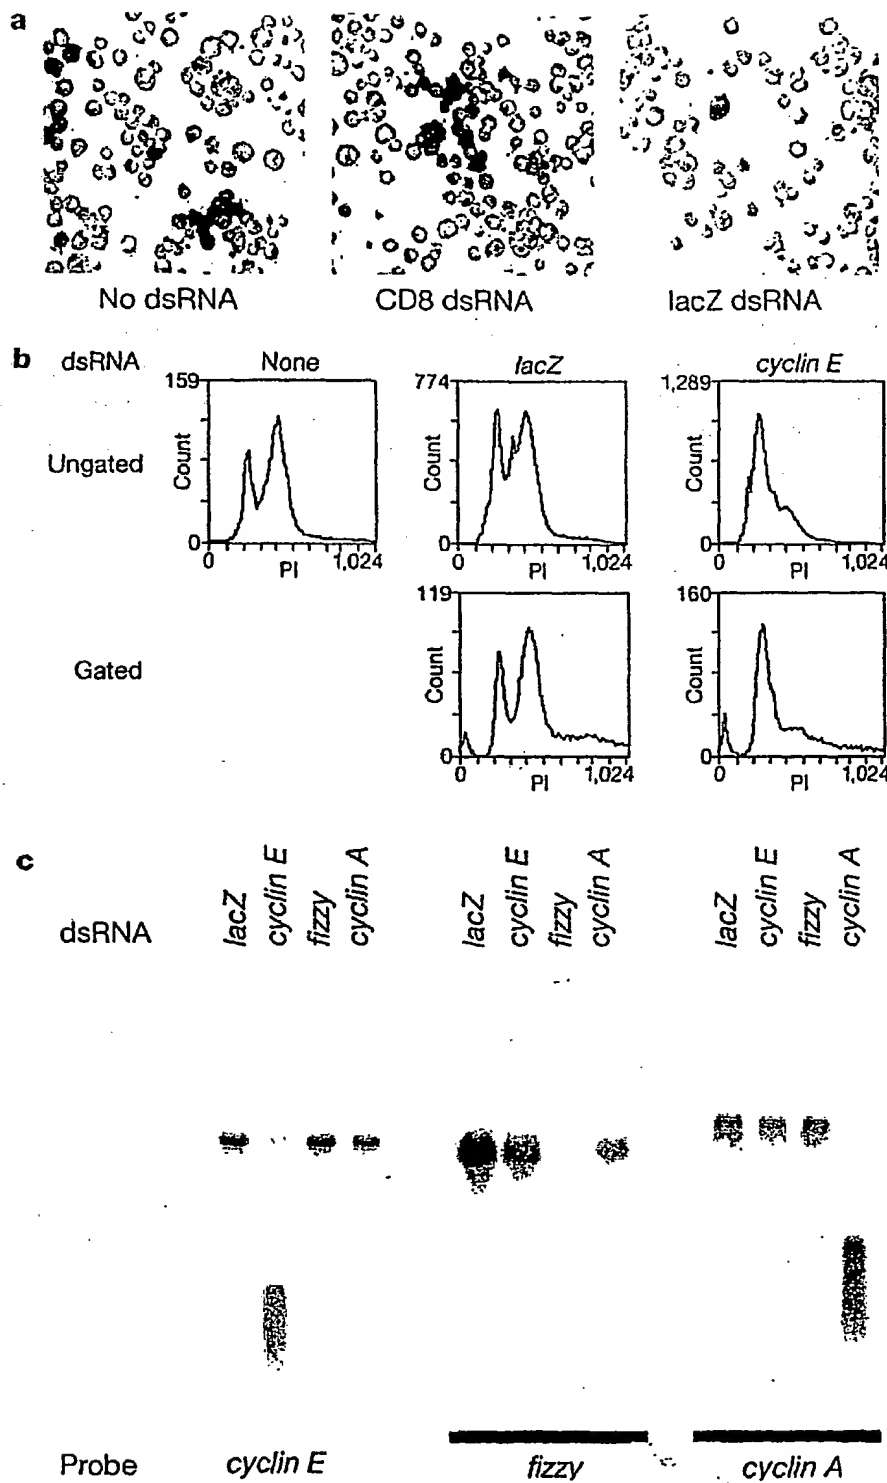 a
No dsRNA CD8 dsRNA lacZ dsRNA
b dsRNA None lacZ cyclin E
159 774 1,289
Ungated Count Count Count
0 0 0
0 PI 1,024 0 PI 1,024 0 PI 1,024
119 160
Gated Count Count
0 0
0 PI 1,024 0 PI 1,024
c
dsRNA lacZ cyclin E fizzy cyclin A lacZ cyclin E fizzy cyclin A lacZ cyclin E fizzy cyclin A
Probe cyclin E fizzy cyclin A